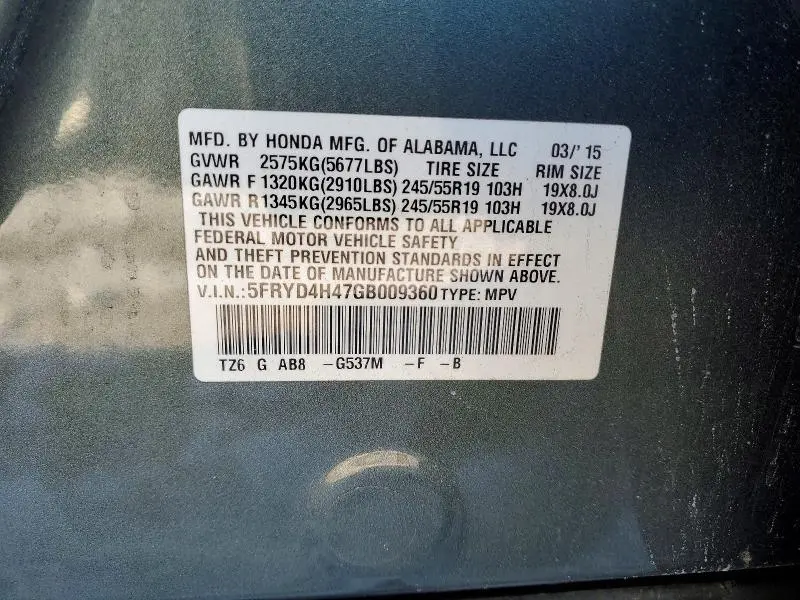 MFD. BY HONDA MFG. OF ALABAMA, LLC 03/' 15
GVWR 2575KG(5677LBS) TIRE SIZE RIM SIZE
GAWR F 1320KG(2910LBS) 245/55R19 103H 19X8.0J
GAWR R 1345KG(2965LBS) 245/55R19 103H 19X8.0J
THIS VEHICLE CONFORMS TO ALL APPLICABLE
FEDERAL MOTOR VEHICLE SAFETY
AND THEFT PREVENTION STANDARDS IN EFFECT
ON THE DATE OF MANUFACTURE SHOWN ABOVE.
V.I.N.:5FRYD4H47GB009360 TYPE: MPV
TZ6 G AB8 –G537M –F –B